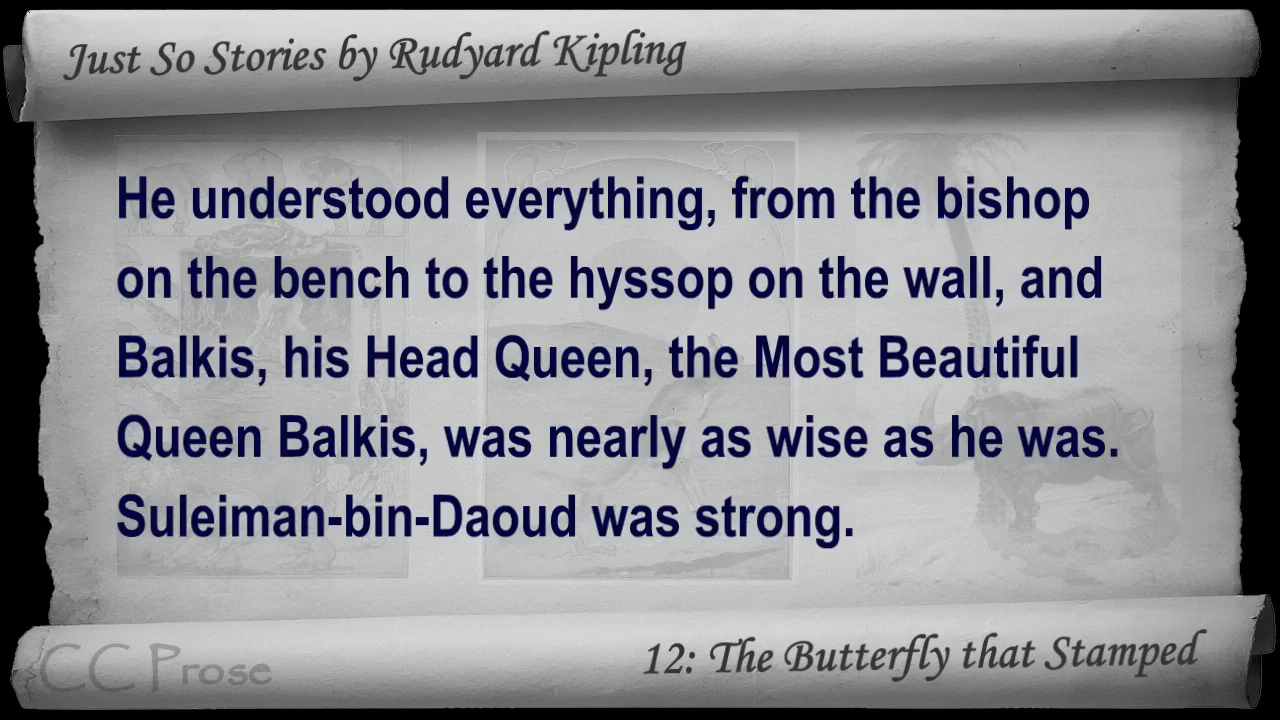 Just So Stories by Rudyard Kipling
He understood everything, from the bishop
on the bench to the hyssop on the wall, and
Balkis, his Head Queen, the Most Beautiful
Queen Balkis, was nearly as wise as he was.
Suleiman-bin-Daoud was strong.
CC Prose
12: The Butterfly that Stamped